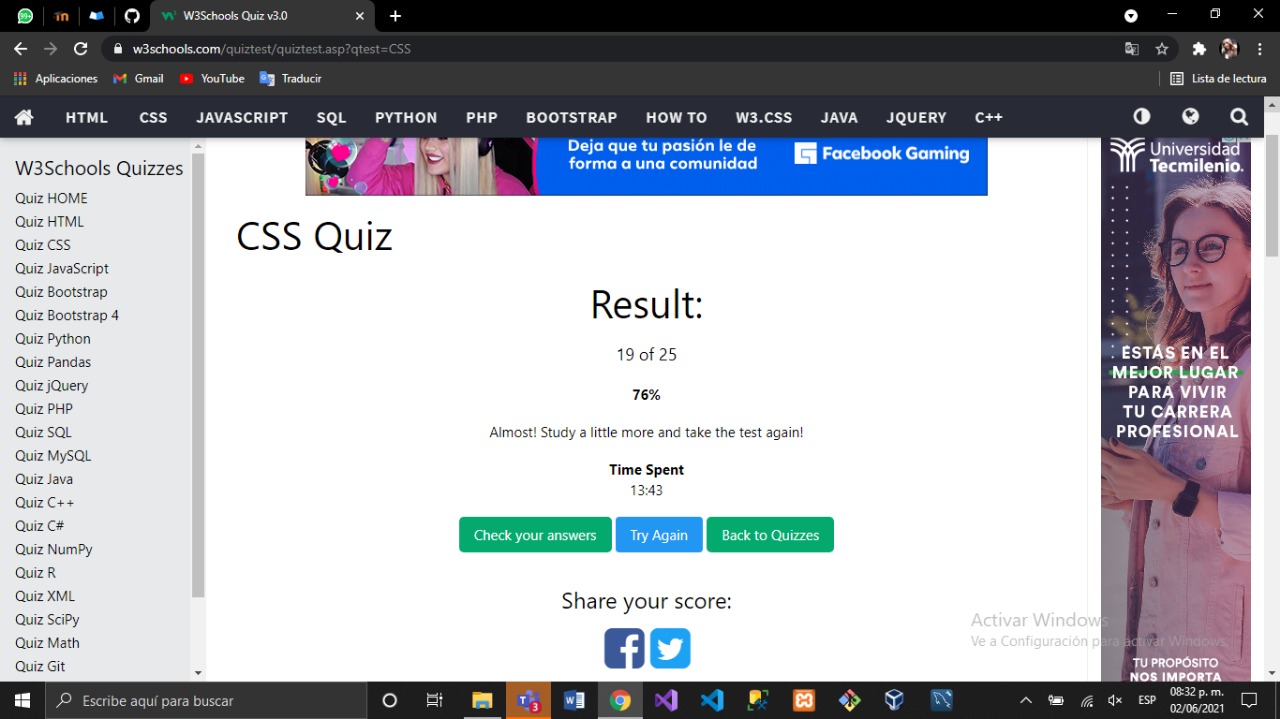 99+
in
W3Schools Quiz v3.0
w3schools.com/quiztest/quiztest.asp?qtest=CSS
Aplicaciones Gmail YouTube Traducir Lista de lectura
HTML CSS JAVASCRIPT SQL PYTHON PHP BOOTSTRAP HOW TO W3.CSS JAVA JQUERY C++
W3Schools Quizzes
Quiz HOME
Quiz HTML
Quiz CSS
Quiz JavaScript
Quiz Bootstrap
Quiz Bootstrap 4
Quiz Python
Quiz Pandas
Quiz jQuery
Quiz PHP
Quiz SQL
Quiz MySQL
Quiz Java
Quiz C++
Quiz C#
Quiz NumPy
Quiz R
Quiz XML
Quiz SciPy
Quiz Math
Quiz Git
Deja que tu pasión le de
forma a una comunidad
Facebook Gaming
CSS Quiz
Result:
19 of 25
76%
Almost! Study a little more and take the test again!
Time Spent
13:43
Check your answers Try Again Back to Quizzes
Share your score:
Universidad
Tecmilenio.
ESTÁS EN EL
MEJOR LUGAR
PARA VIVIR
TU CARRERA
PROFESIONAL
TU PROPÓSITO
NOS IMPORTA
Activar Windows
Ve a Configuración para activar Windows.
Escribe aquí para buscar
3
ESP
08:32 p. m.
02/06/2021